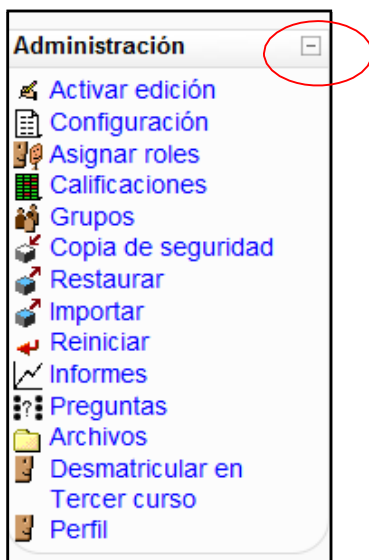 Administración
Activar edición
Configuración
Asignar roles
Calificaciones
Grupos
Copia de seguridad
Restaurar
Importar
Reiniciar
Informes
Preguntas
Archivos
Desmatricular en
Tercer curso
Perfil